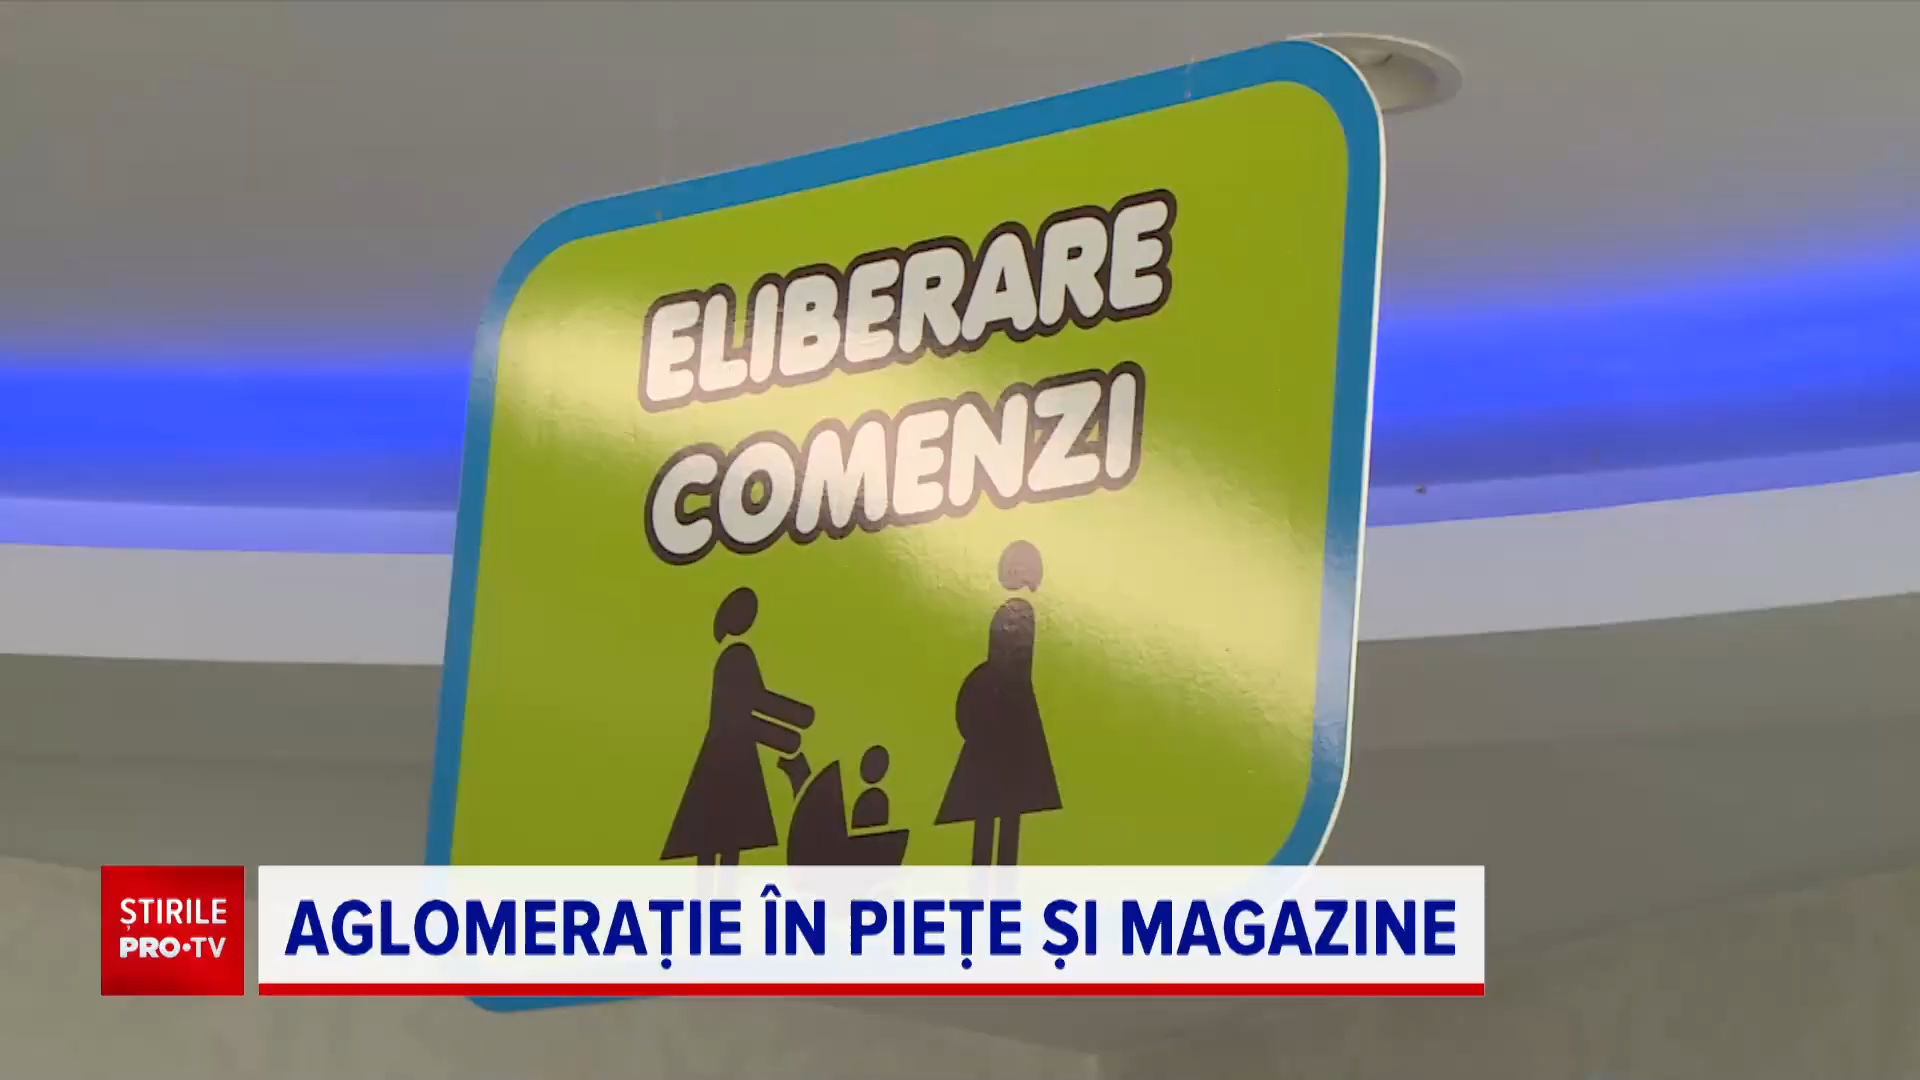 ELIBERARE
COMENZI
ȘTIRILE
PRO•TV
AGLOMERAȚIE ÎN PIEȚE ȘI MAGAZINE